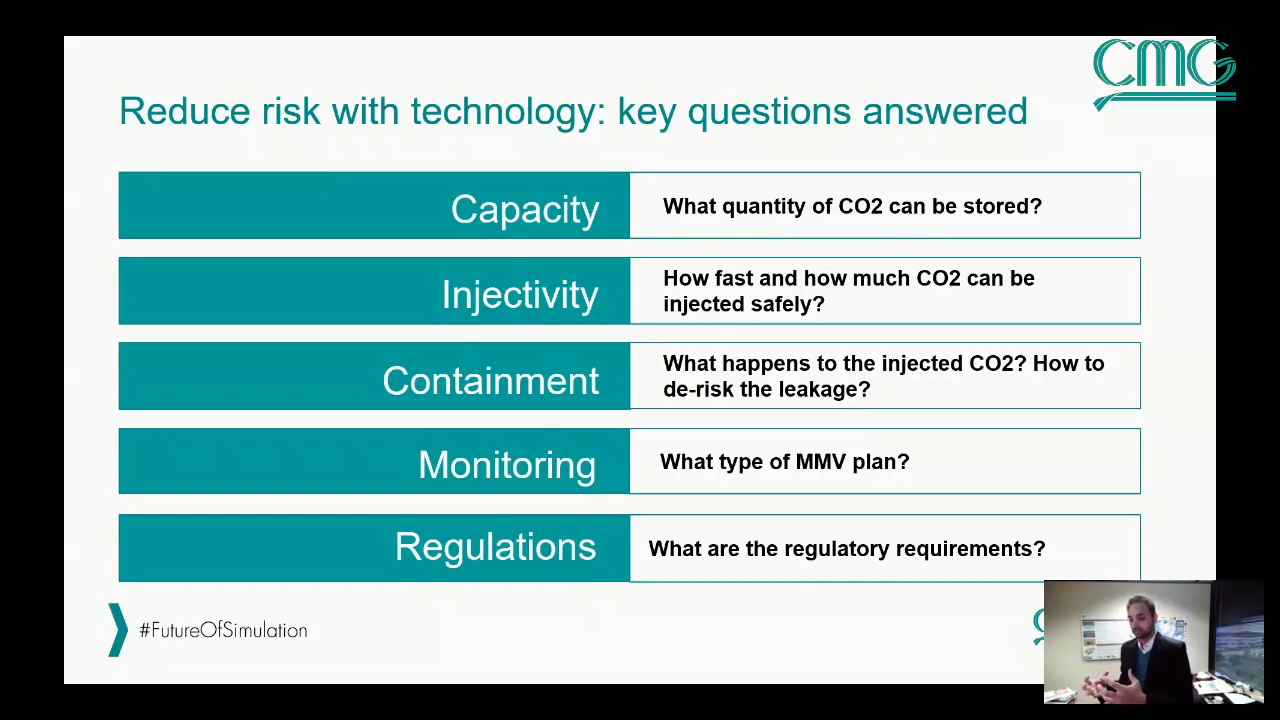 CMG
Reduce risk with technology: key questions answered
Capacity
What quantity of CO2 can be stored?
Injectivity
How fast and how much CO2 can be
injected safely?
Containment
What happens to the injected CO2? How to
de-risk the leakage?
Monitoring
What type of MMV plan?
Regulations
What are the regulatory requirements?
#FutureOfSimulation